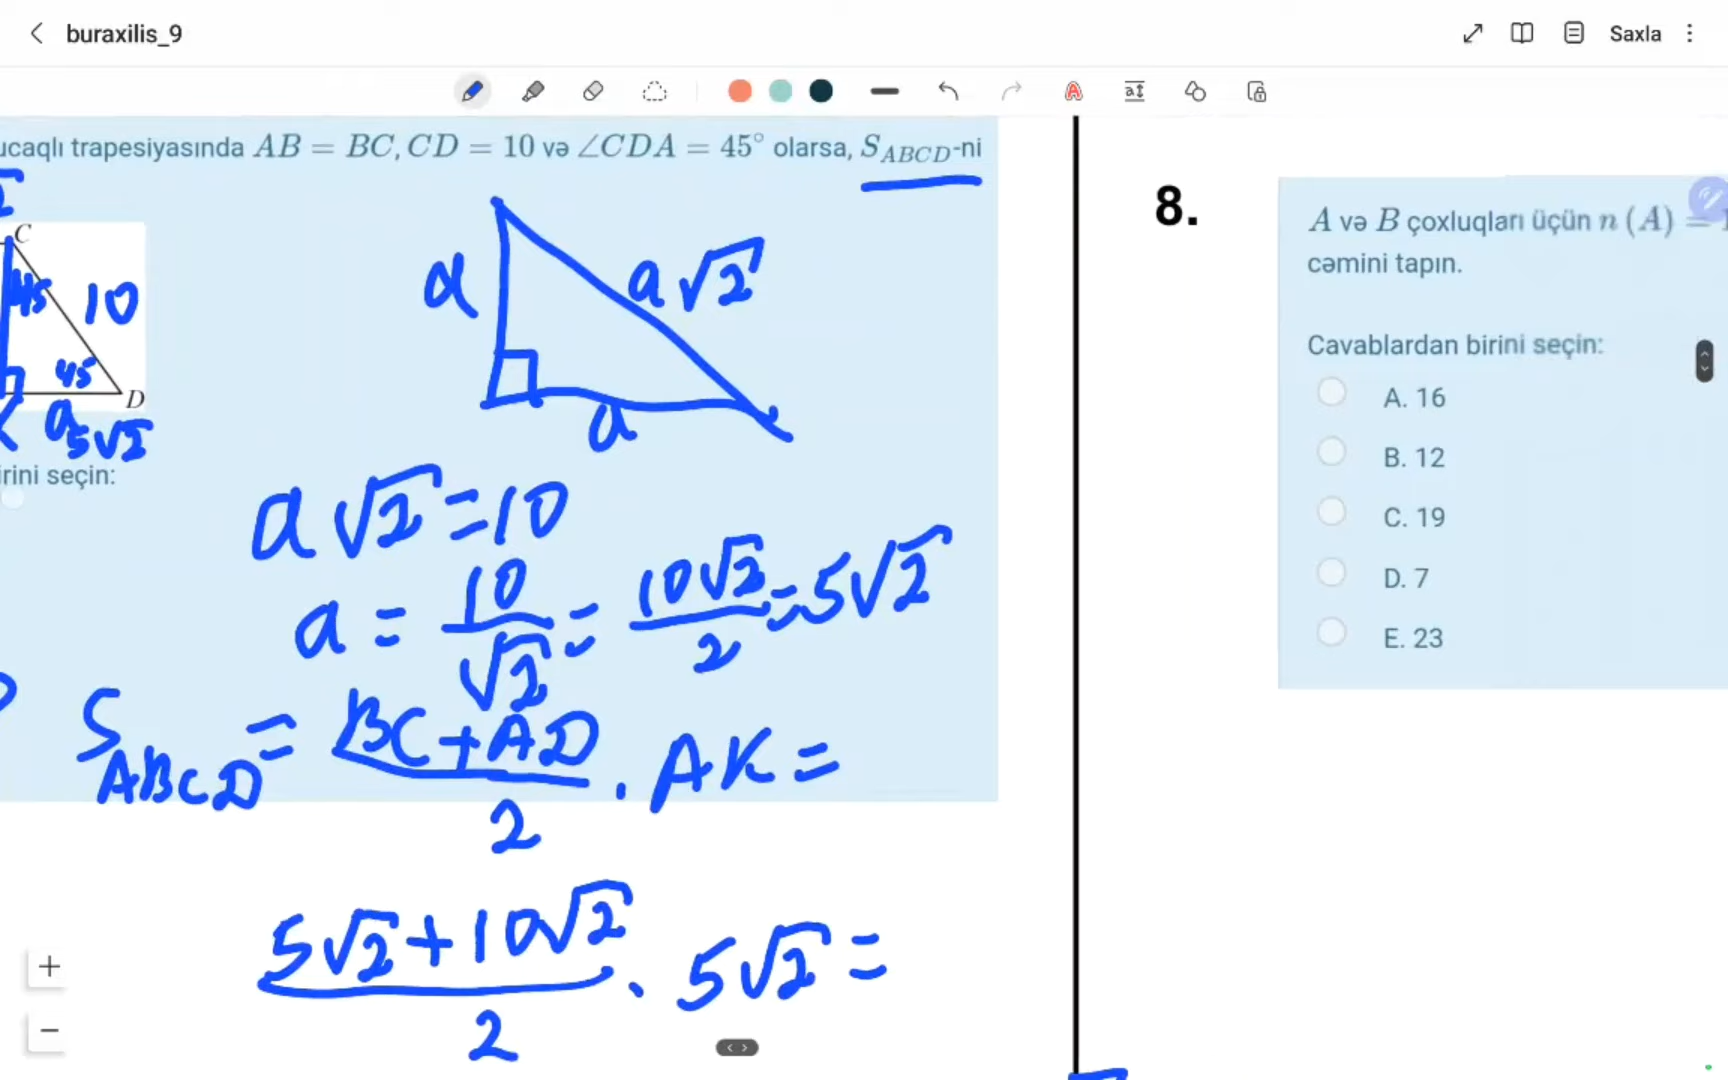 buraxilis_9
Saxla
trapesiyasında AB = BC, CD = 10 və ∠CDA = 45° olarsa, S_ABCD-ni
C
45
10
45
D
a
5√2
seçin:
a
a√2
a
a√2=10
a = 10/√2 = 10√2/2 = 5√2
S_ABCD = (BC+AD)/2 . AK =
(5√2+10√2)/2 . 5√2 =
8.
A və B çoxluqları üçün n (A) =
cəmini tapın.
Cavablardan birini seçin:
A. 16
B. 12
C. 19
D. 7
E. 23